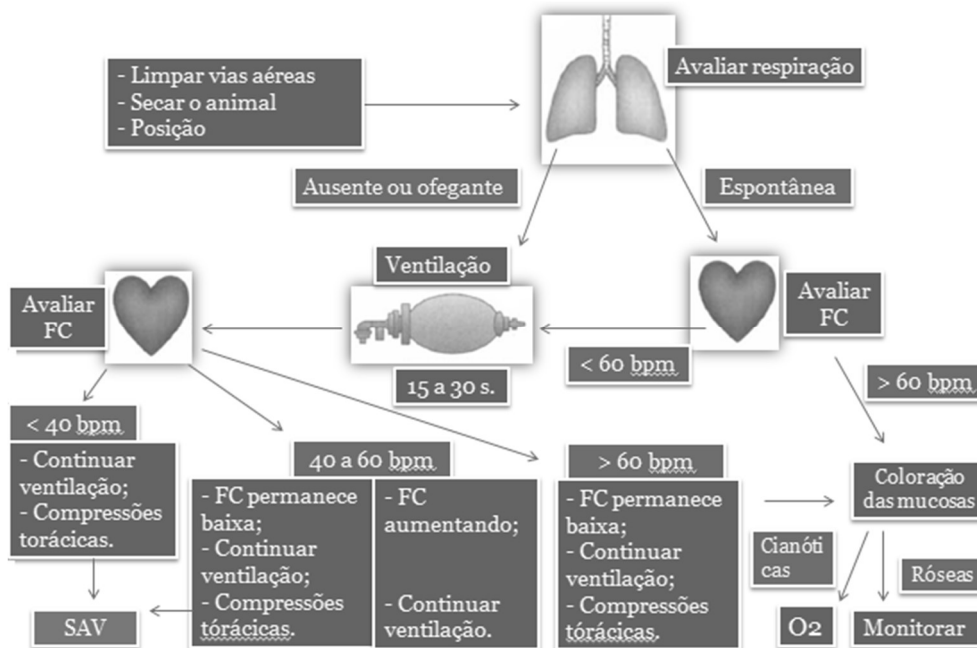 - Limpar vias aéreas
- Secar o animal
- Posição
Avaliar respiração
Ausente ou ofegante
Espontânea
Ventilação
15 a 30 s.
Avaliar
FC
Avaliar
FC
< 60 bpm
> 60 bpm
< 40 bpm
- Continuar
ventilação;
- Compressões
torácicas.
SAV
40 a 60 bpm
- FC permanece
baixa;
- Continuar
ventilação;
- Compressões
tórácicas.
- FC
aumentando;
- Continuar
ventilação.
> 60 bpm
- FC permanece
baixa;
- Continuar
ventilação;
- Compressões
torácicas.
Coloração
das mucosas
Cianóti
cas
Róseas
O2
Monitorar